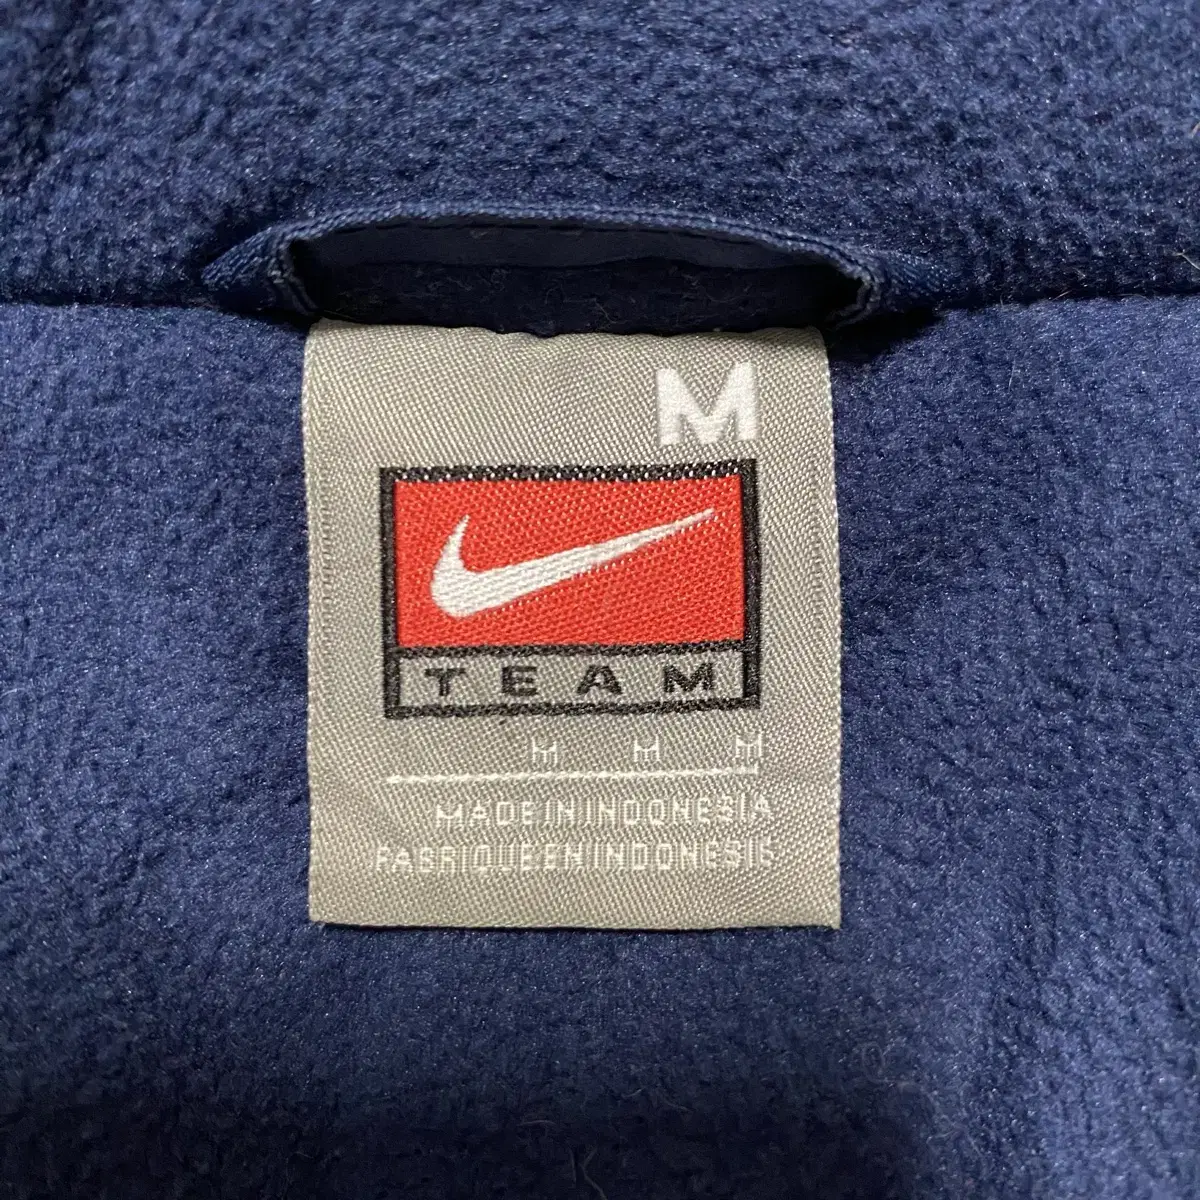 M
TEAM
M M M
MADE IN INDONESIA
FABRIQUE EN INDONESIE